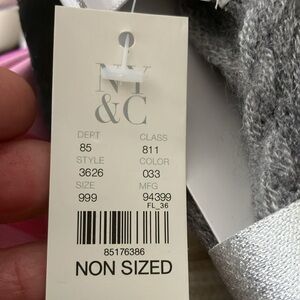 NY
&C
DEPT CLASS
85 811
STYLE COLOR
3626 033
SIZE MFG
999 94399
FL_36
85176386
NON SIZED